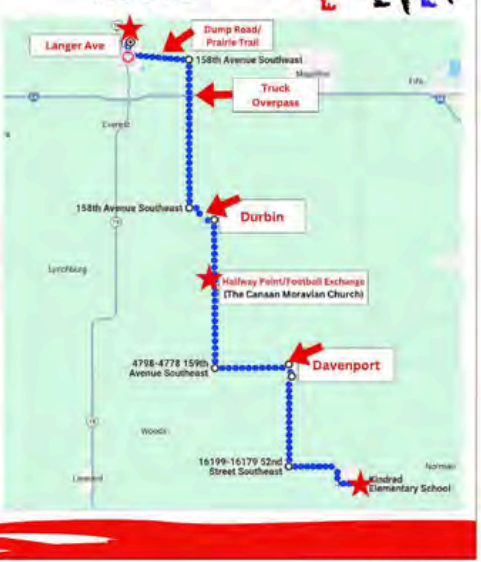 Langer Ave
Dump Road/
Prairie Trail
158th Avenue Southeast
Mapleton
Fife
Truck
Overpass
Everest
158th Avenue Southeast
Durbin
Lynchburg
Halfway Point/Football Exchange
(The Canaan Moravian Church)
4798-4778 159th
Avenue Southeast
Davenport
Woods
16199-16179 52nd
Street Southeast
Leonard
Norman
Kindred
Elementary School